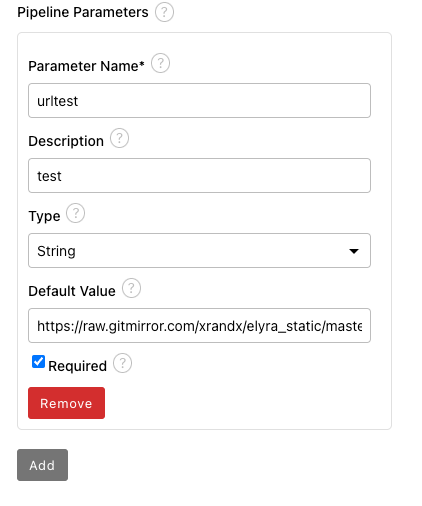 Pipeline Parameters ?
Parameter Name* ?
urltest
Description ?
test
Type ?
String
Default Value ?
https://raw.gitmirror.com/xrandx/elyra_static/maste
Required ?
Remove
Add